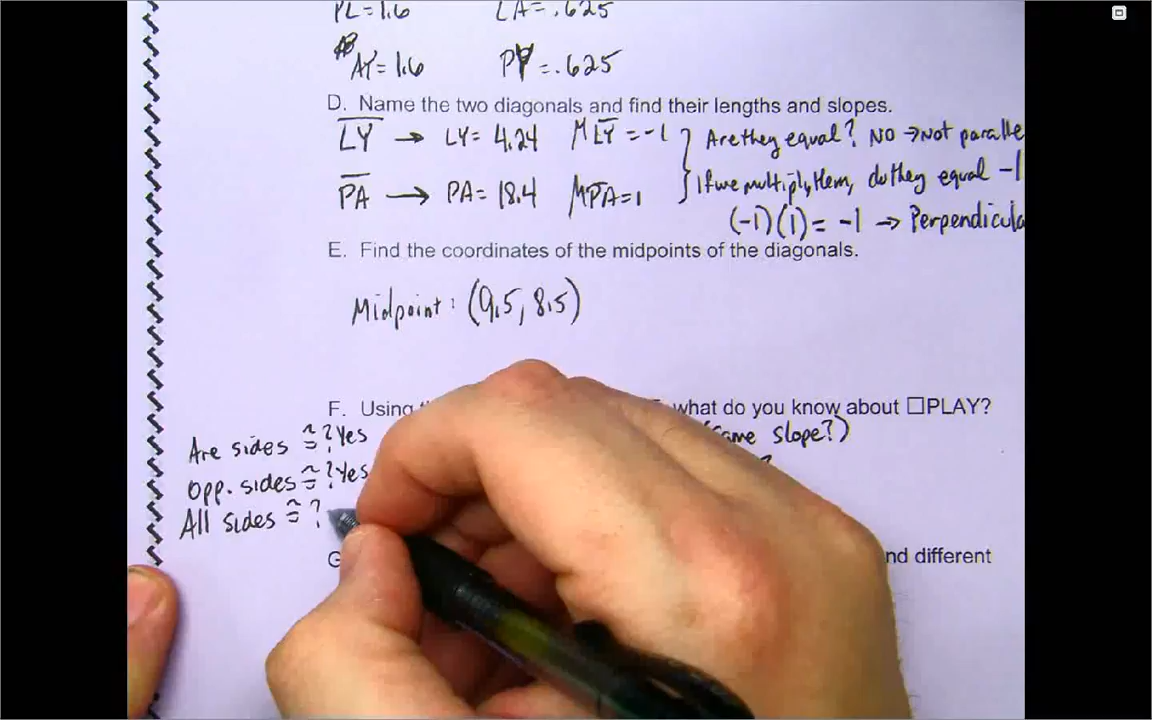 PL = 1.6 LA = .625
AY = 1.6 PY = .625
D. Name the two diagonals and find their lengths and slopes.
LY → LY = 4.24 MLY = -1 Are they equal? NO → Not paralle
PA → PA = 18.4 MPA = 1 If we multiply them, do they equal -1
(-1)(1) = -1 → Perpendicula
E. Find the coordinates of the midpoints of the diagonals.
Midpoint: (9.5, 8.5)
F. Using what do you know about □PLAY?
Are sides ≅? Yes slope?)
Opp. sides ≅? Yes
All sides ≅?
G nd different